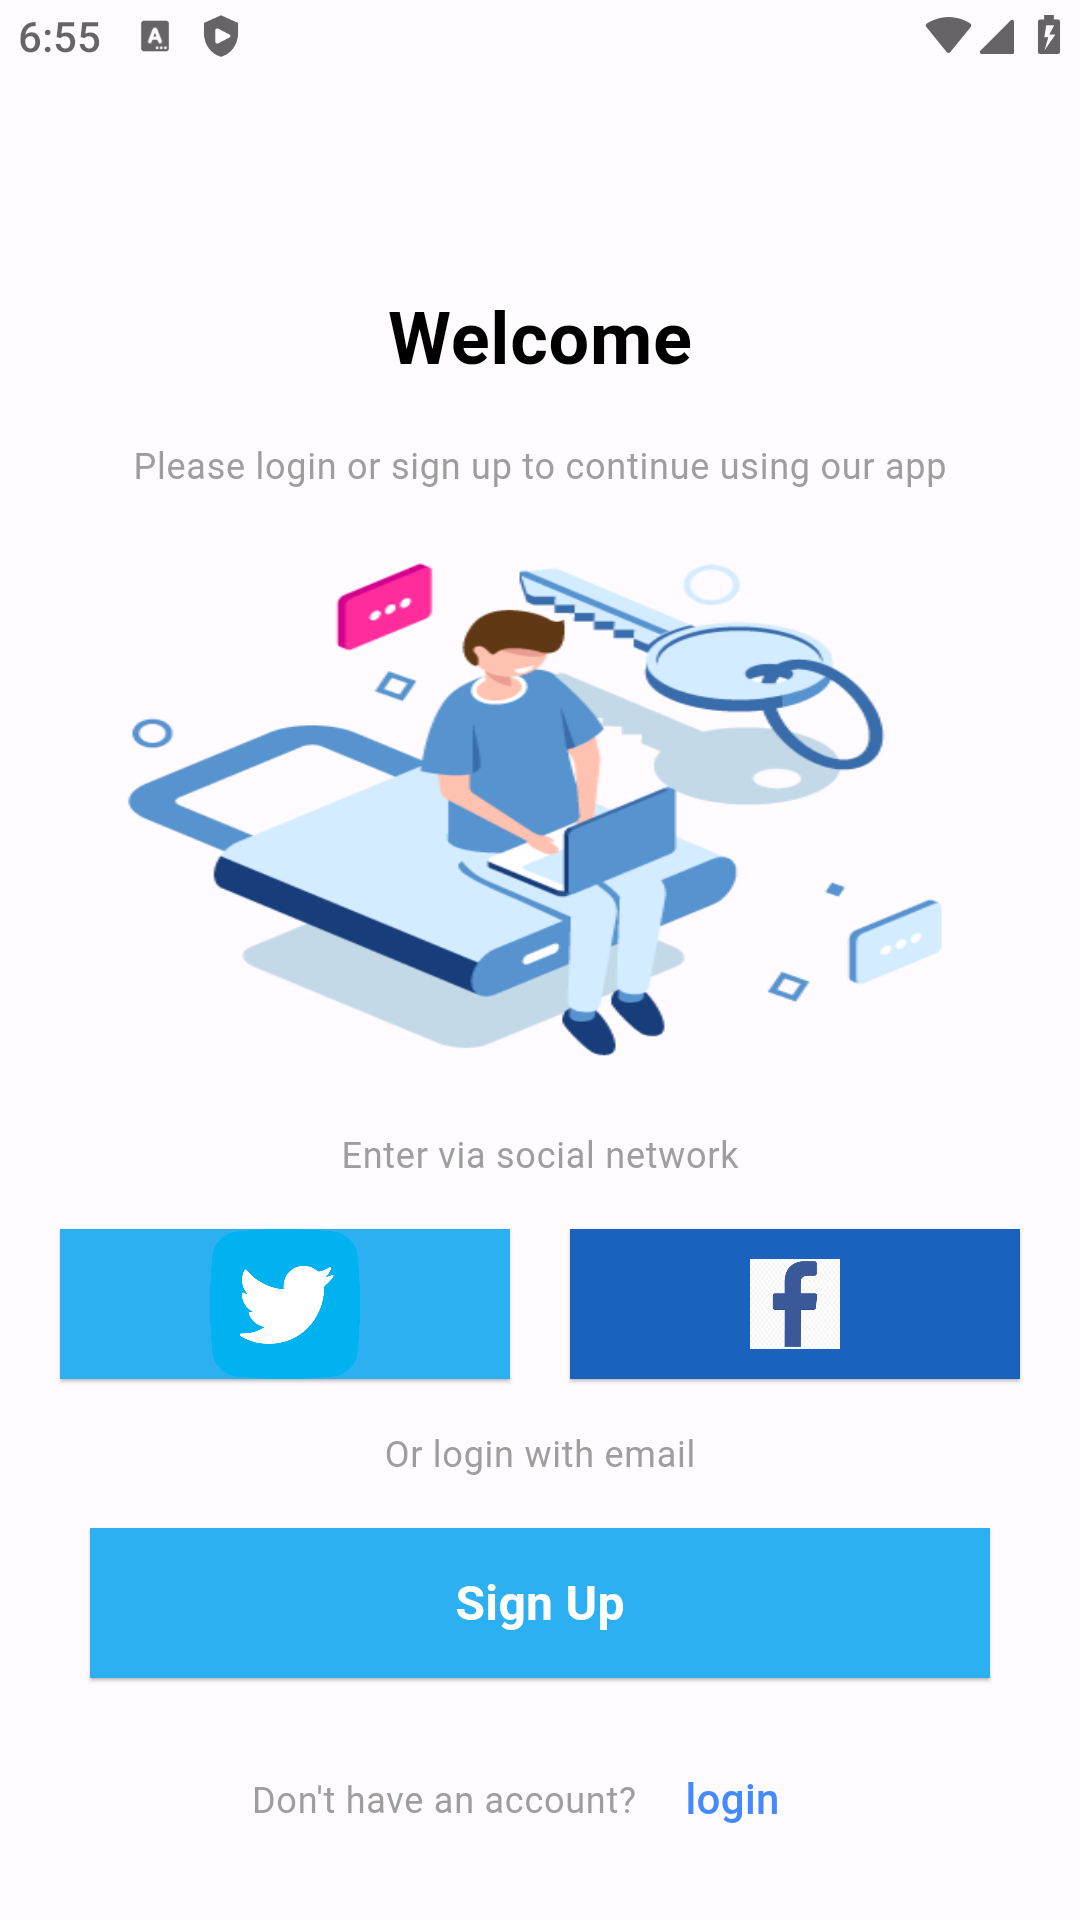 6:55
Welcome
Please login or sign up to continue using our app
Enter via social network
Or login with email
Sign Up
Don't have an account? login